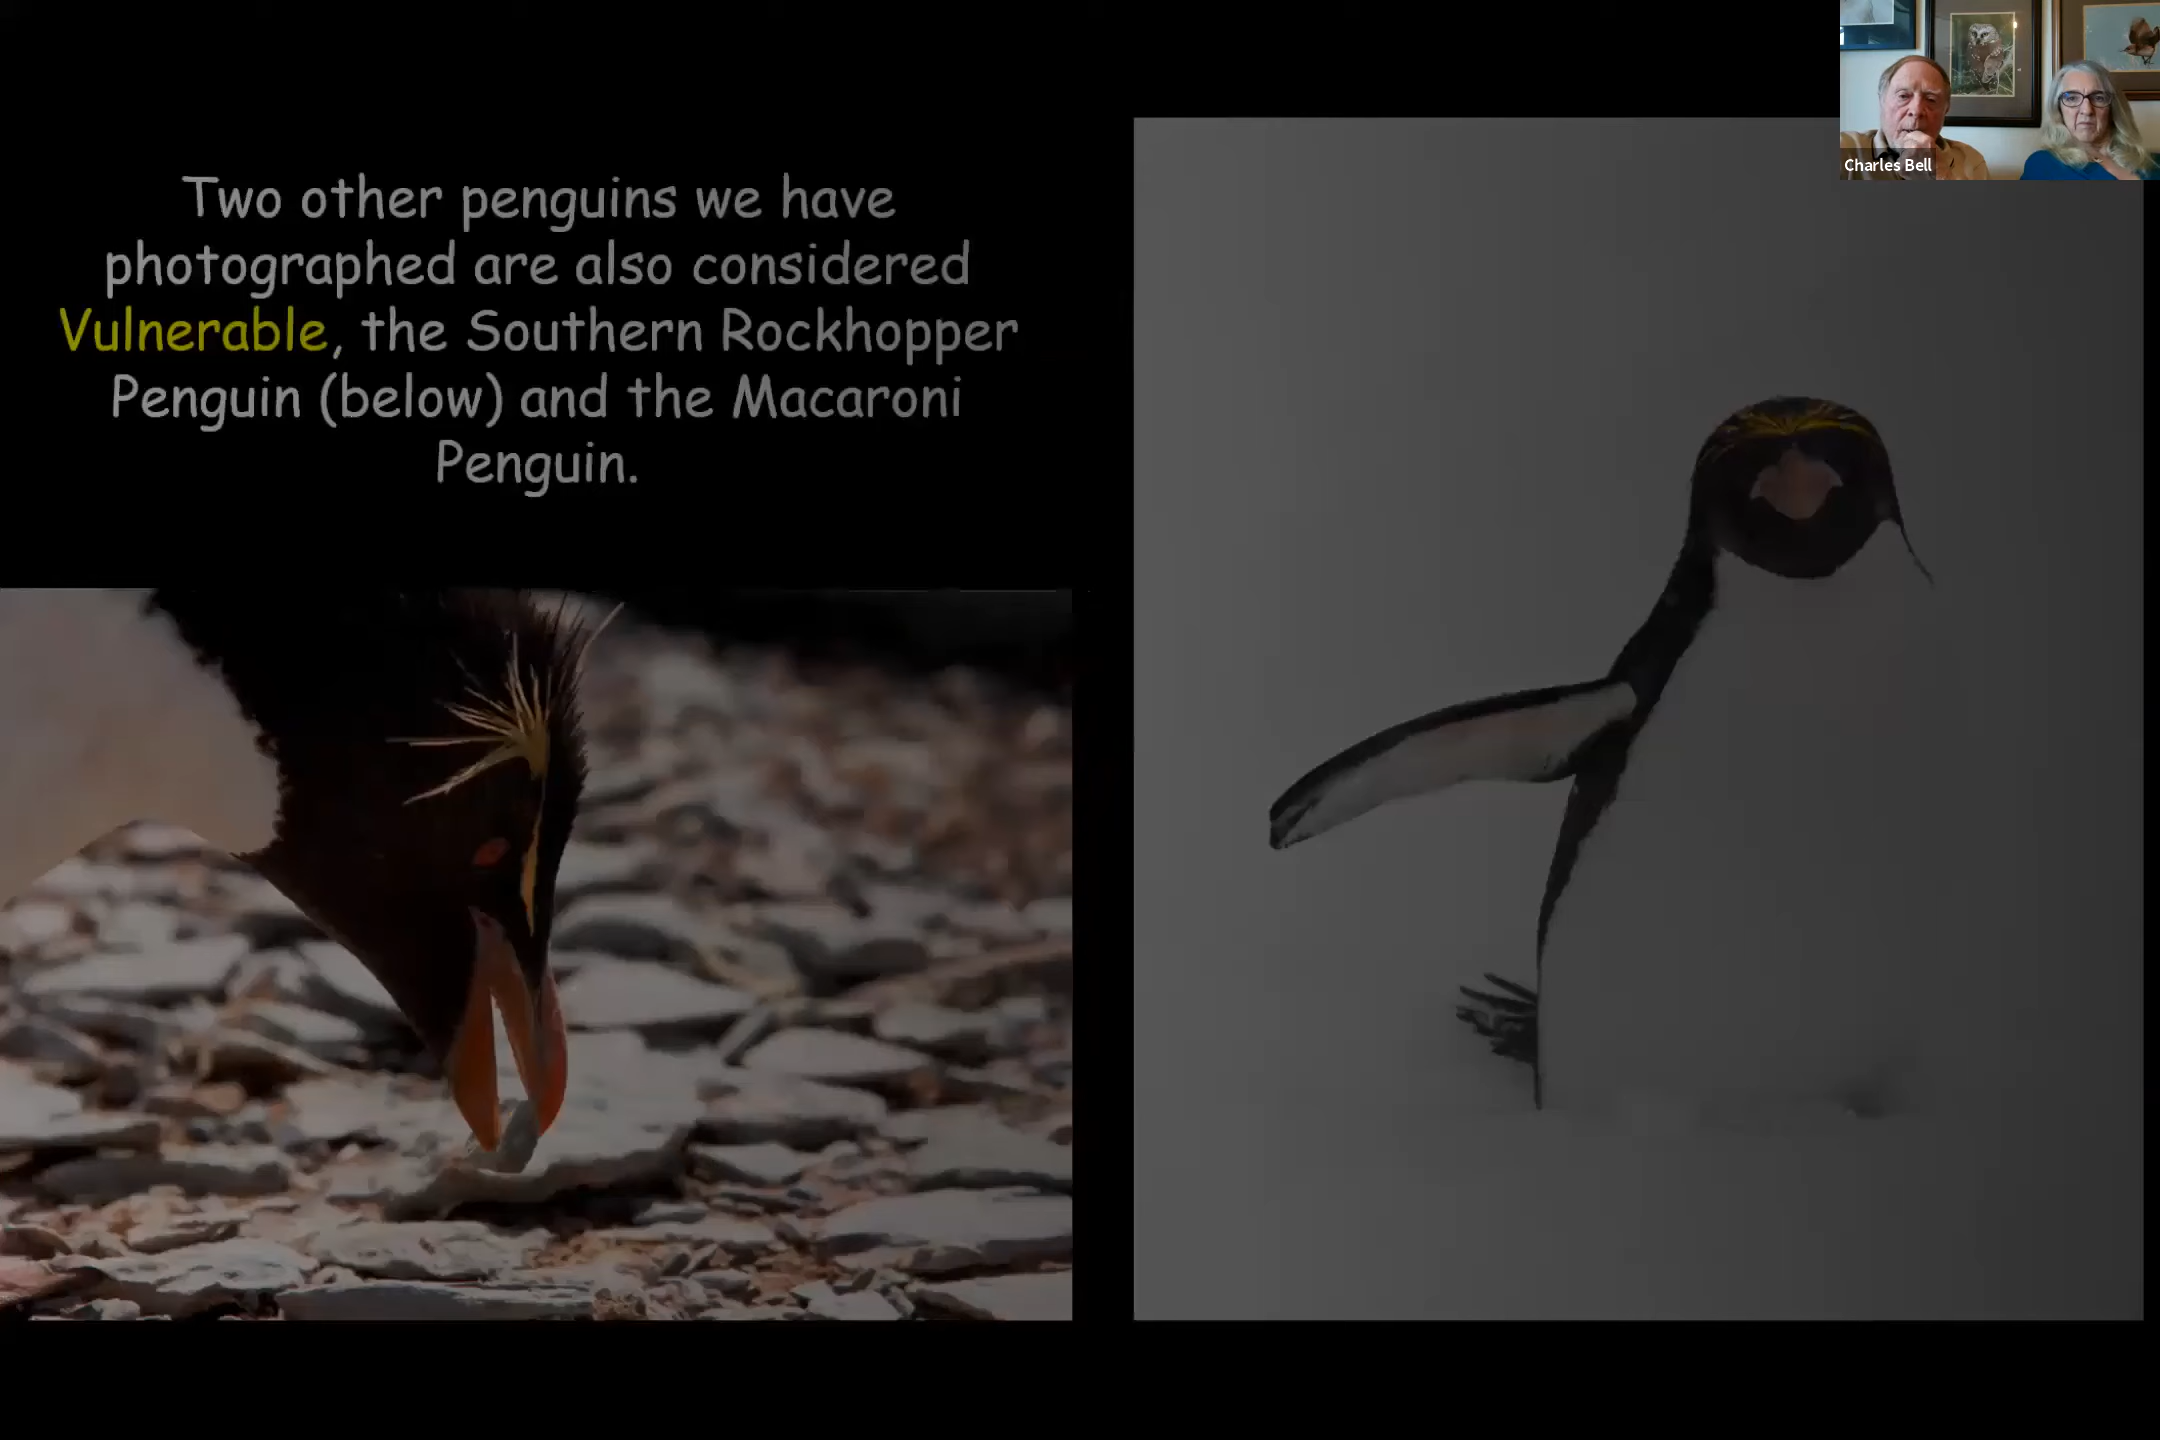 Two other penguins we have
photographed are also considered
Vulnerable, the Southern Rockhopper
Penguin (below) and the Macaroni
Penguin.
Charles Bell